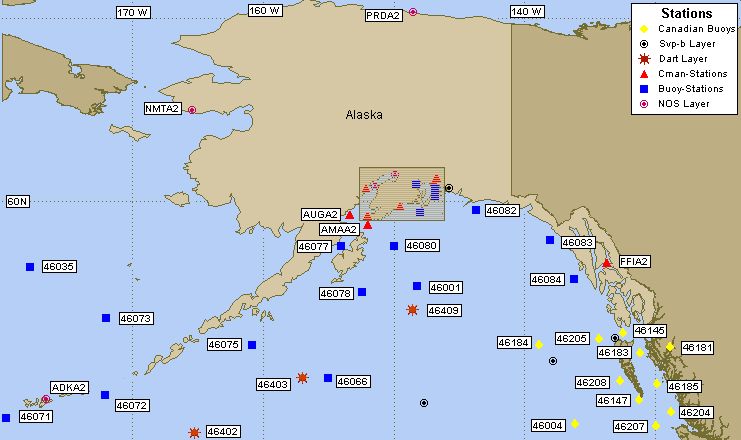 170 W
160 W
PRDA2
140 W
Stations
Canadian Buoys
Svp-b Layer
Dart Layer
Cman-Stations
Buoy-Stations
NOS Layer
NMTA2
Alaska
60N
AUGA2
AMAA2
46082
46077
46080
46083
FFIA2
46035
46084
46078
46001
46409
46073
46145
46184
46205
46181
46075
46183
46403
46066
46208
46185
ADKA2
46072
46147
46204
46071
46402
46004
46207